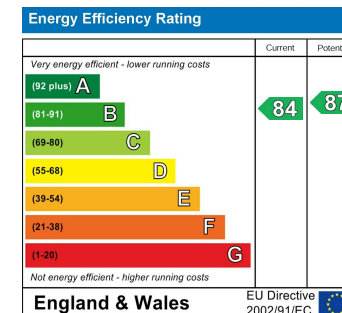 Energy Efficiency Rating
Current Potent
Very energy efficient - lower running costs
(92 plus) A
(81-91) B
84 87
(69-80) C
(55-68) D
(39-54) E
(21-38) F
(1-20) G
Not energy efficient - higher running costs
England & Wales
EU Directive
2002/91/EC